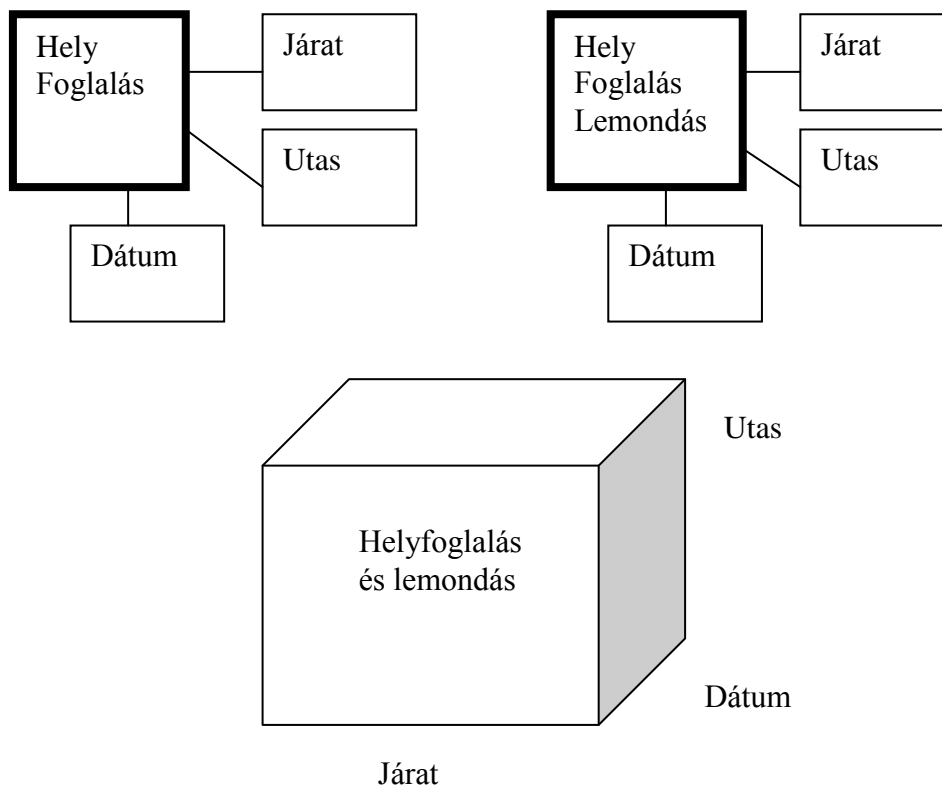 Hely
Foglalás
Járat
Utas
Dátum
Hely
Foglalás
Lemondás
Járat
Utas
Dátum
Utas
Helyfoglalás
és lemondás
Dátum
Járat